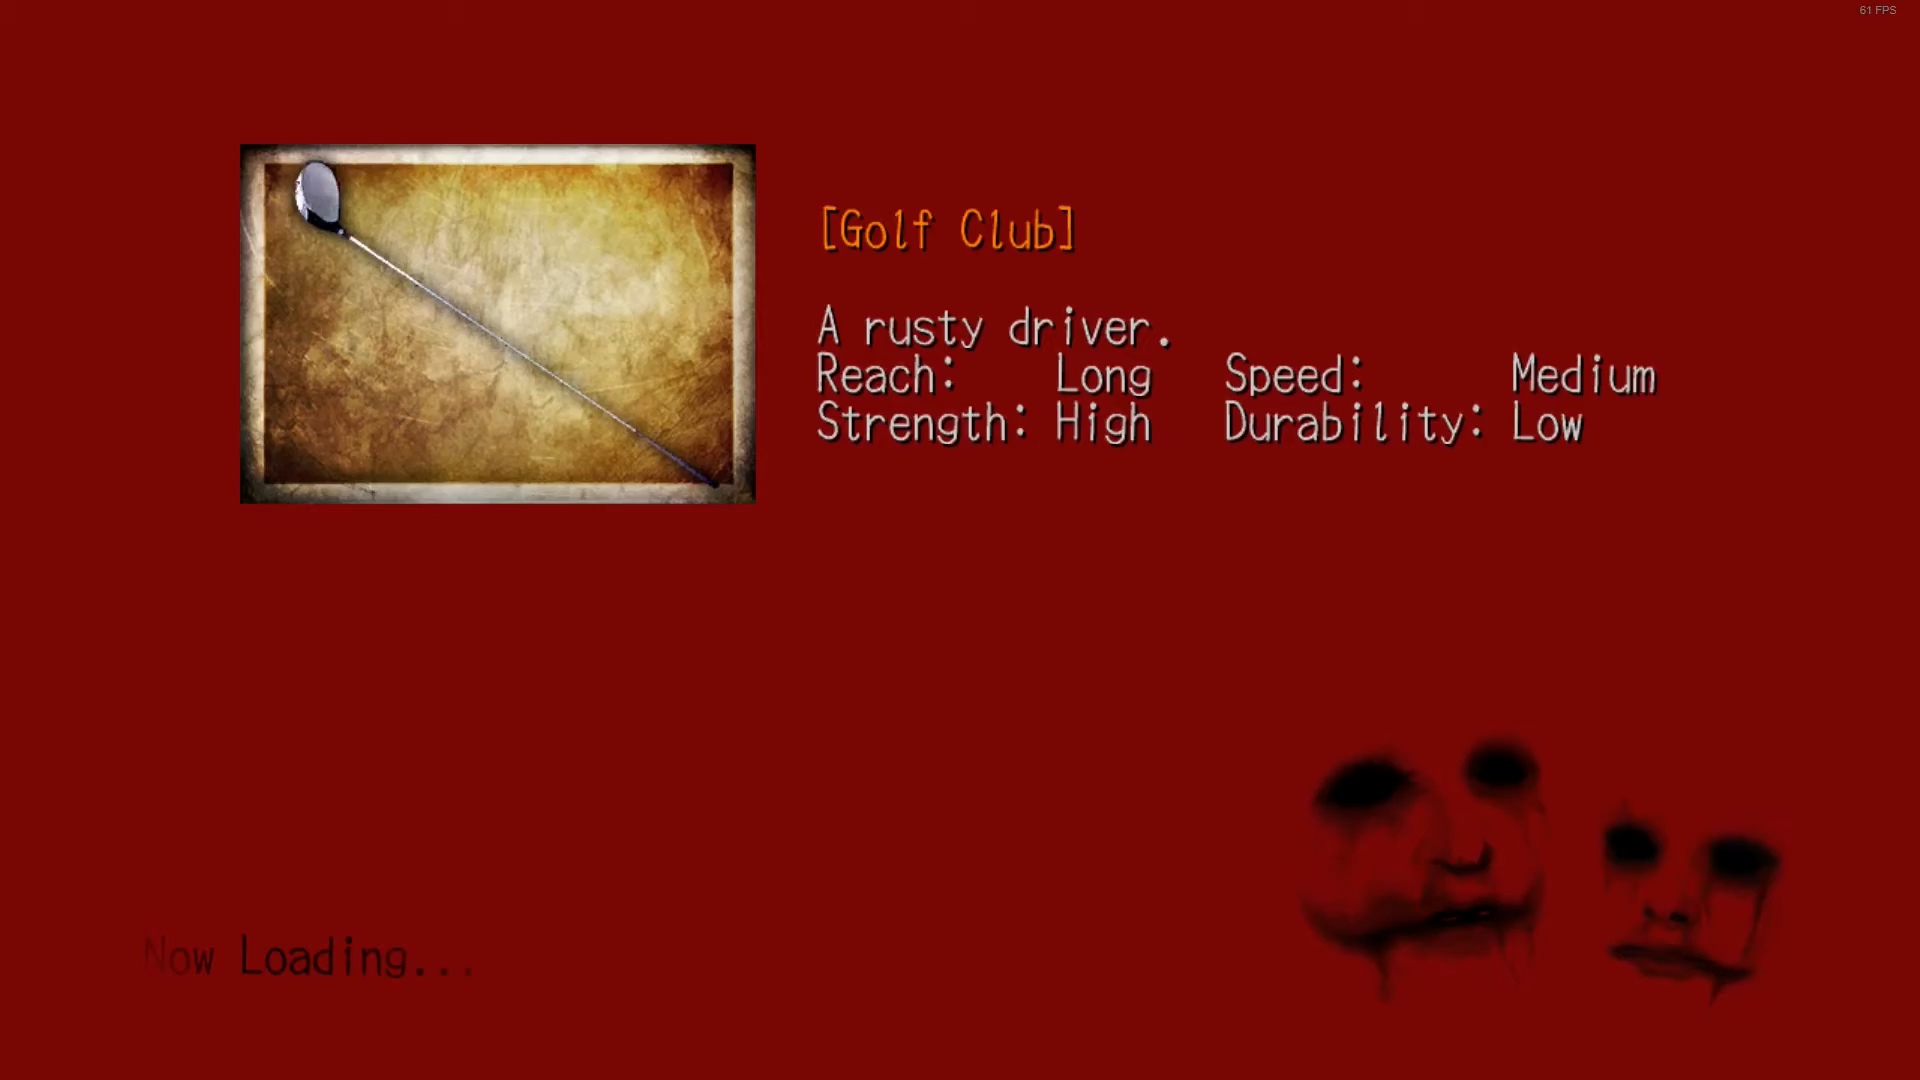 61 FPS
[Golf Club]
A rusty driver.
Reach: Long Speed: Medium
Strength: High Durability: Low
Now Loading...